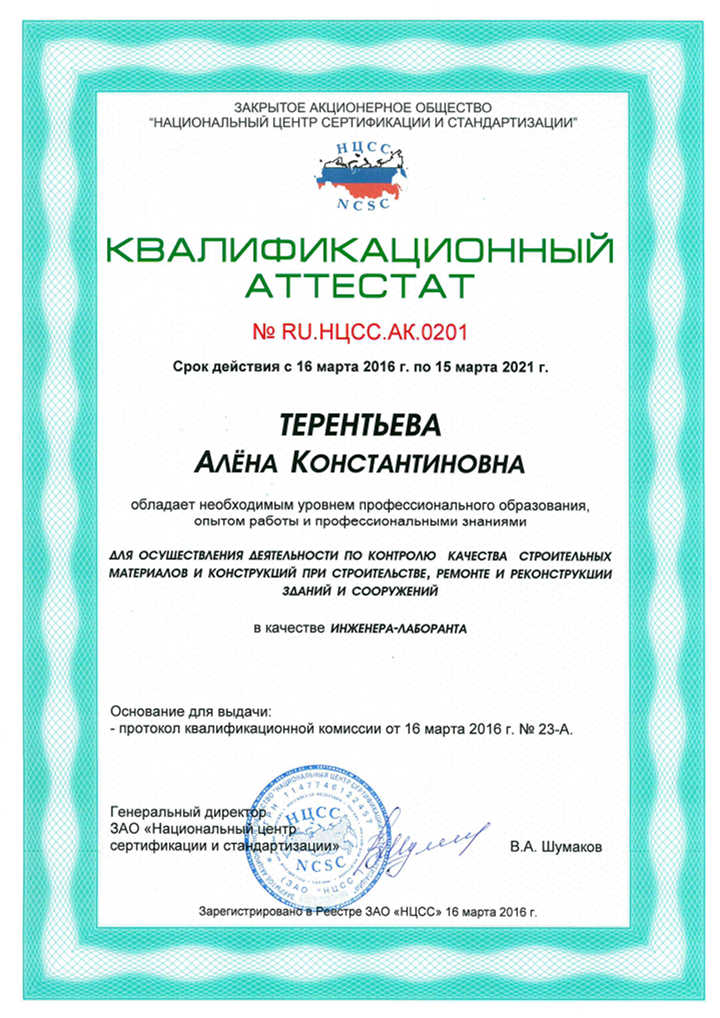 ЗАКРЫТОЕ АКЦИОНЕРНОЕ ОБЩЕСТВО
“НАЦИОНАЛЬНЫЙ ЦЕНТР СЕРТИФИКАЦИИ И СТАНДАРТИЗАЦИИ”
НЦСС
NCSC
КВАЛИФИКАЦИОННЫЙ
АТТЕСТАТ
№ RU.НЦСС.АК.0201
Срок действия с 16 марта 2016 г. по 15 марта 2021 г.
ТЕРЕНТЬЕВА
АЛЁНА КОНСТАНТИНОВНА
обладает необходимым уровнем профессионального образования,
опытом работы и профессиональными знаниями
ДЛЯ ОСУЩЕСТВЛЕНИЯ ДЕЯТЕЛЬНОСТИ ПО КОНТРОЛЮ КАЧЕСТВА СТРОИТЕЛЬНЫХ
МАТЕРИАЛОВ И КОНСТРУКЦИЙ ПРИ СТРОИТЕЛЬСТВЕ, РЕМОНТЕ И РЕКОНСТРУКЦИИ
ЗДАНИЙ И СООРУЖЕНИЙ
в качестве ИНЖЕНЕРА-ЛАБОРАНТА
Основание для выдачи:
- протокол квалификационной комиссии от 16 марта 2016 г. № 23-А.
Генеральный директор
ЗАО «Национальный центр
сертификации и стандартизации»
В.А. Шумаков
НЦСС
NCSC
(ЗАО "НЦСС
Зарегистрировано в Реестре ЗАО «НЦСС» 16 марта 2016 г.